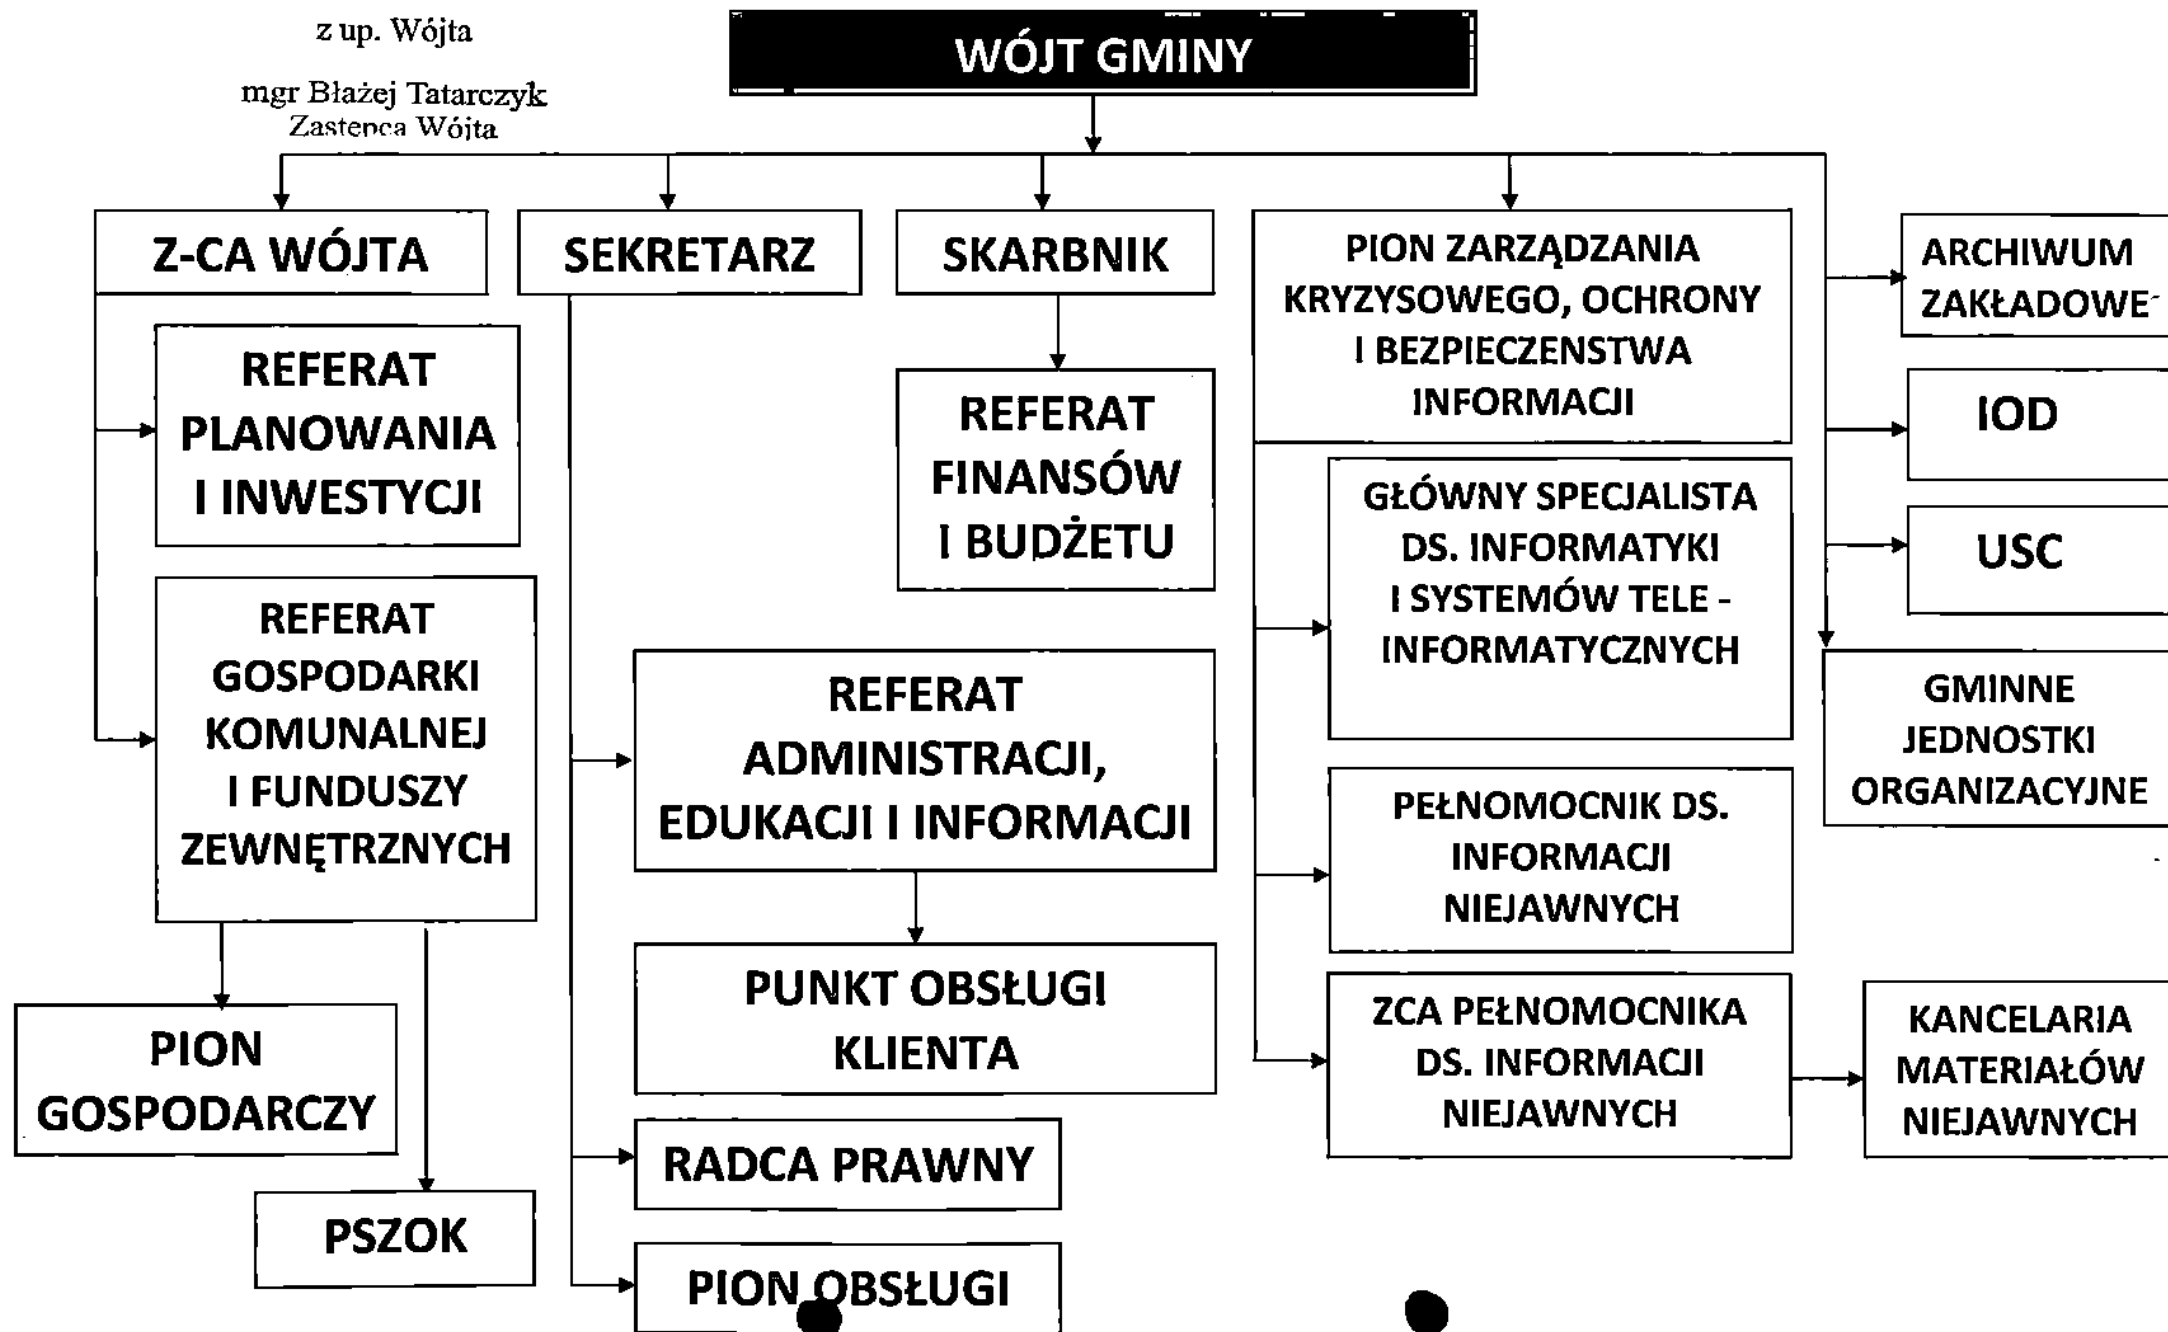 z up. Wójta
mgr Błażej Tatarczyk
Zastępca Wójta
WÓJT GMINY
Z-CA WÓJTA
REFERAT
PLANOWANIA
I INWESTYCJI
REFERAT
GOSPODARKI
KOMUNALNEJ
I FUNDUSZY
ZEWNĘTRZNYCH
PION
GOSPODARCZY
PSZOK
SEKRETARZ
REFERAT
ADMINISTRACJI,
EDUKACJI I INFORMACJI
PUNKT OBSŁUGI
KLIENTA
RADCA PRAWNY
PION OBSŁUGI
SKARBNIK
REFERAT
FINANSÓW
I BUDŻETU
PION ZARZĄDZANIA
KRYZYSOWEGO, OCHRONY
I BEZPIECZENSTWA
INFORMACJI
GŁÓWNY SPECJALISTA
DS. INFORMATYKI
I SYSTEMÓW TELE -
INFORMATYCZNYCH
PEŁNOMOCNIK DS.
INFORMACJI
NIEJAWNYCH
ZCA PEŁNOMOCNIKA
DS. INFORMACJI
NIEJAWNYCH
KANCELARIA
MATERIAŁÓW
NIEJAWNYCH
ARCHIWUM
ZAKŁADOWE
IOD
USC
GMINNE
JEDNOSTKI
ORGANIZACYJNE